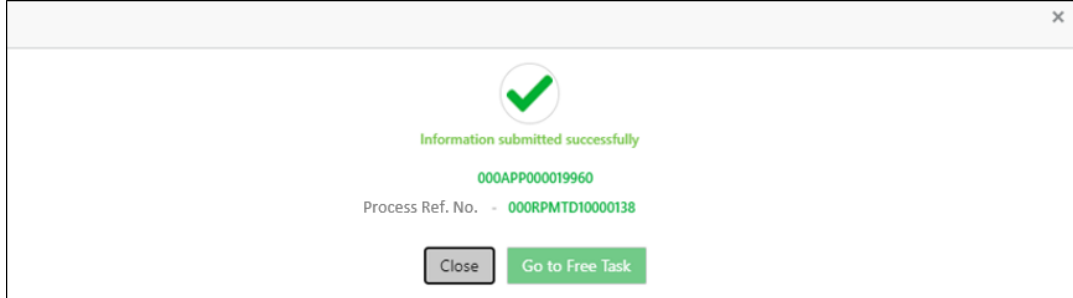 ×
Information submitted successfully
000APP000019960
Process Ref. No. - 000RPMTD10000138
Close Go to Free Task